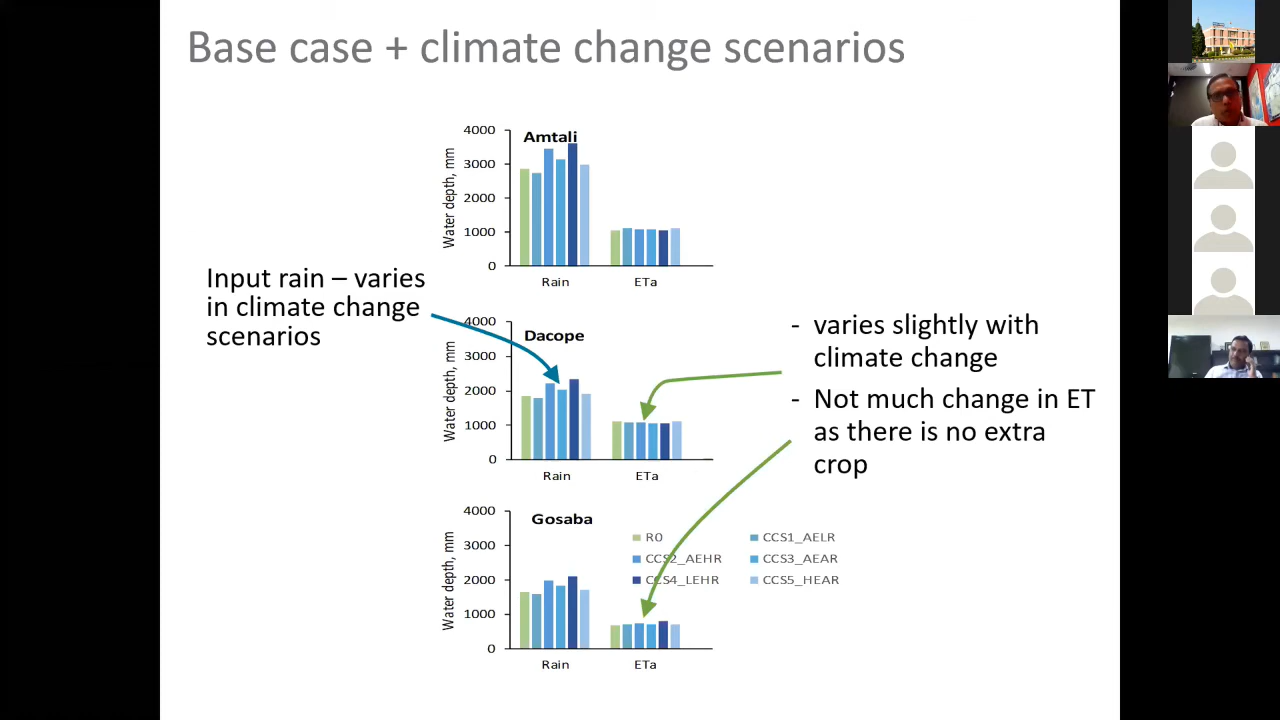 Base case + climate change scenarios
4000
3000
2000
1000
0
Water depth, mm
Amtali
Rain
ETa
Input rain – varies
in climate change
scenarios
4000
3000
2000
1000
0
Water depth, mm
Dacope
Rain
ETa
- varies slightly with
climate change
- Not much change in ET
as there is no extra
crop
4000
3000
2000
1000
0
Water depth, mm
Gosaba
R0
CCS1_AELR
CCS2_AEHR
CCS3_AEAR
CCS4_LEHR
CCS5_HEAR
Rain
ETa